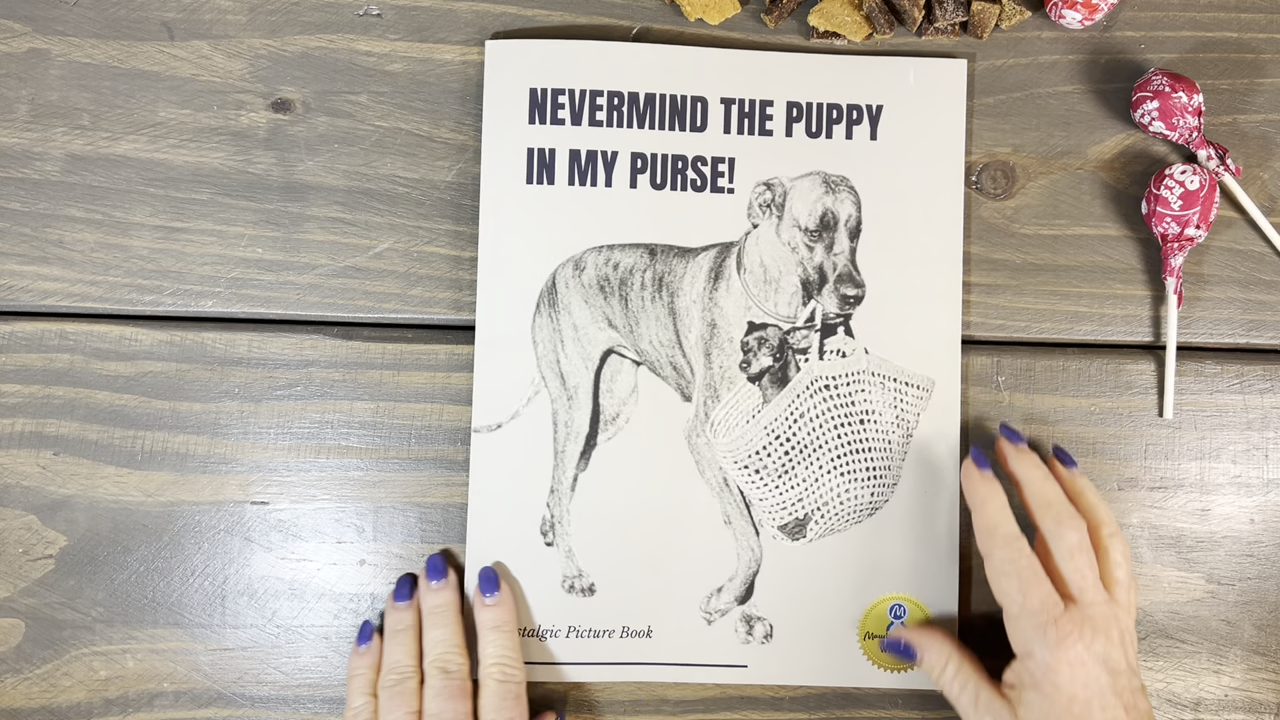 NEVERMIND THE PUPPY
IN MY PURSE!
stalgic Picture Book
M